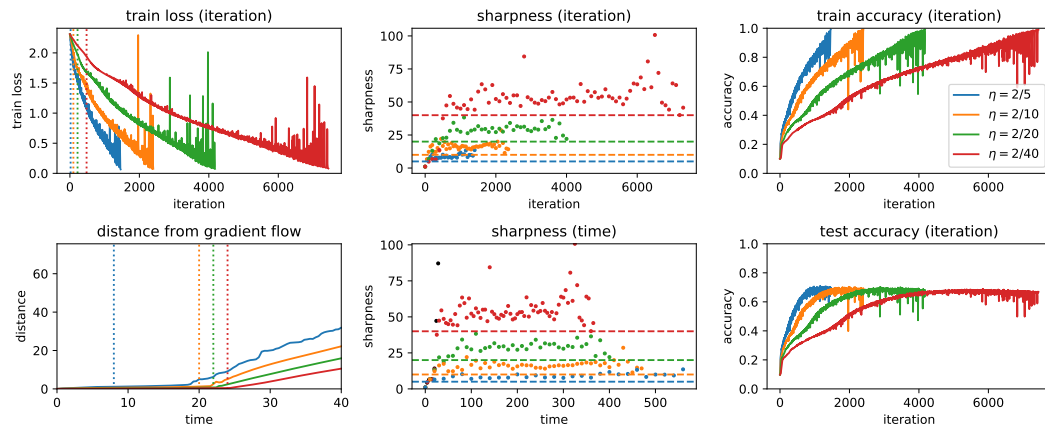 train loss (iteration)
train loss
2.0
1.5
1.0
0.5
0.0
0
2000
4000
6000
iteration
sharpness (iteration)
sharpness
100
75
50
25
0
0
2000
4000
6000
iteration
train accuracy (iteration)
accuracy
1.0
0.8
0.6
0.4
0.2
0.0
η = 2/5
η = 2/10
η = 2/20
η = 2/40
0
2000
4000
6000
iteration
distance from gradient flow
distance
60
40
20
0
0
10
20
30
40
time
sharpness (time)
sharpness
100
75
50
25
0
0
100
200
300
400
500
time
test accuracy (iteration)
accuracy
1.0
0.8
0.6
0.4
0.2
0.0
0
2000
4000
6000
iteration